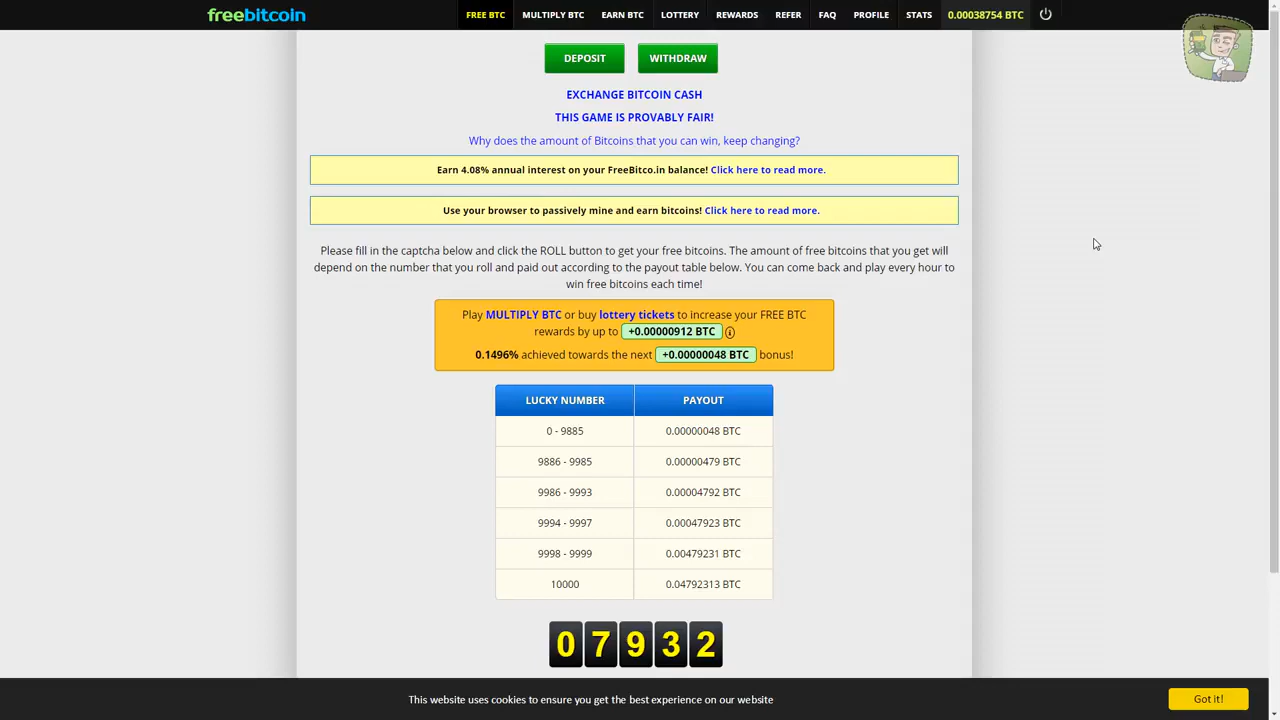 freebitcoin
FREE BTC MULTIPLY BTC EARN BTC LOTTERY REWARDS REFER FAQ PROFILE STATS 0.00038754 BTC
DEPOSIT WITHDRAW
EXCHANGE BITCOIN CASH
THIS GAME IS PROVABLY FAIR!
Why does the amount of Bitcoins that you can win, keep changing?
Earn 4.08% annual interest on your FreeBitco.in balance! Click here to read more.
Use your browser to passively mine and earn bitcoins! Click here to read more.
Please fill in the captcha below and click the ROLL button to get your free bitcoins. The amount of free bitcoins that you get will
depend on the number that you roll and paid out according to the payout table below. You can come back and play every hour to
win free bitcoins each time!
Play MULTIPLY BTC or buy lottery tickets to increase your FREE BTC
rewards by up to +0.00000912 BTC
0.1496% achieved towards the next +0.00000048 BTC bonus!
LUCKY NUMBER PAYOUT
0 - 9885 0.00000048 BTC
9886 - 9985 0.00000479 BTC
9986 - 9993 0.00004792 BTC
9994 - 9997 0.00047923 BTC
9998 - 9999 0.00479231 BTC
10000 0.04792313 BTC
0 7 9 3 2
This website uses cookies to ensure you get the best experience on our website
Got it!